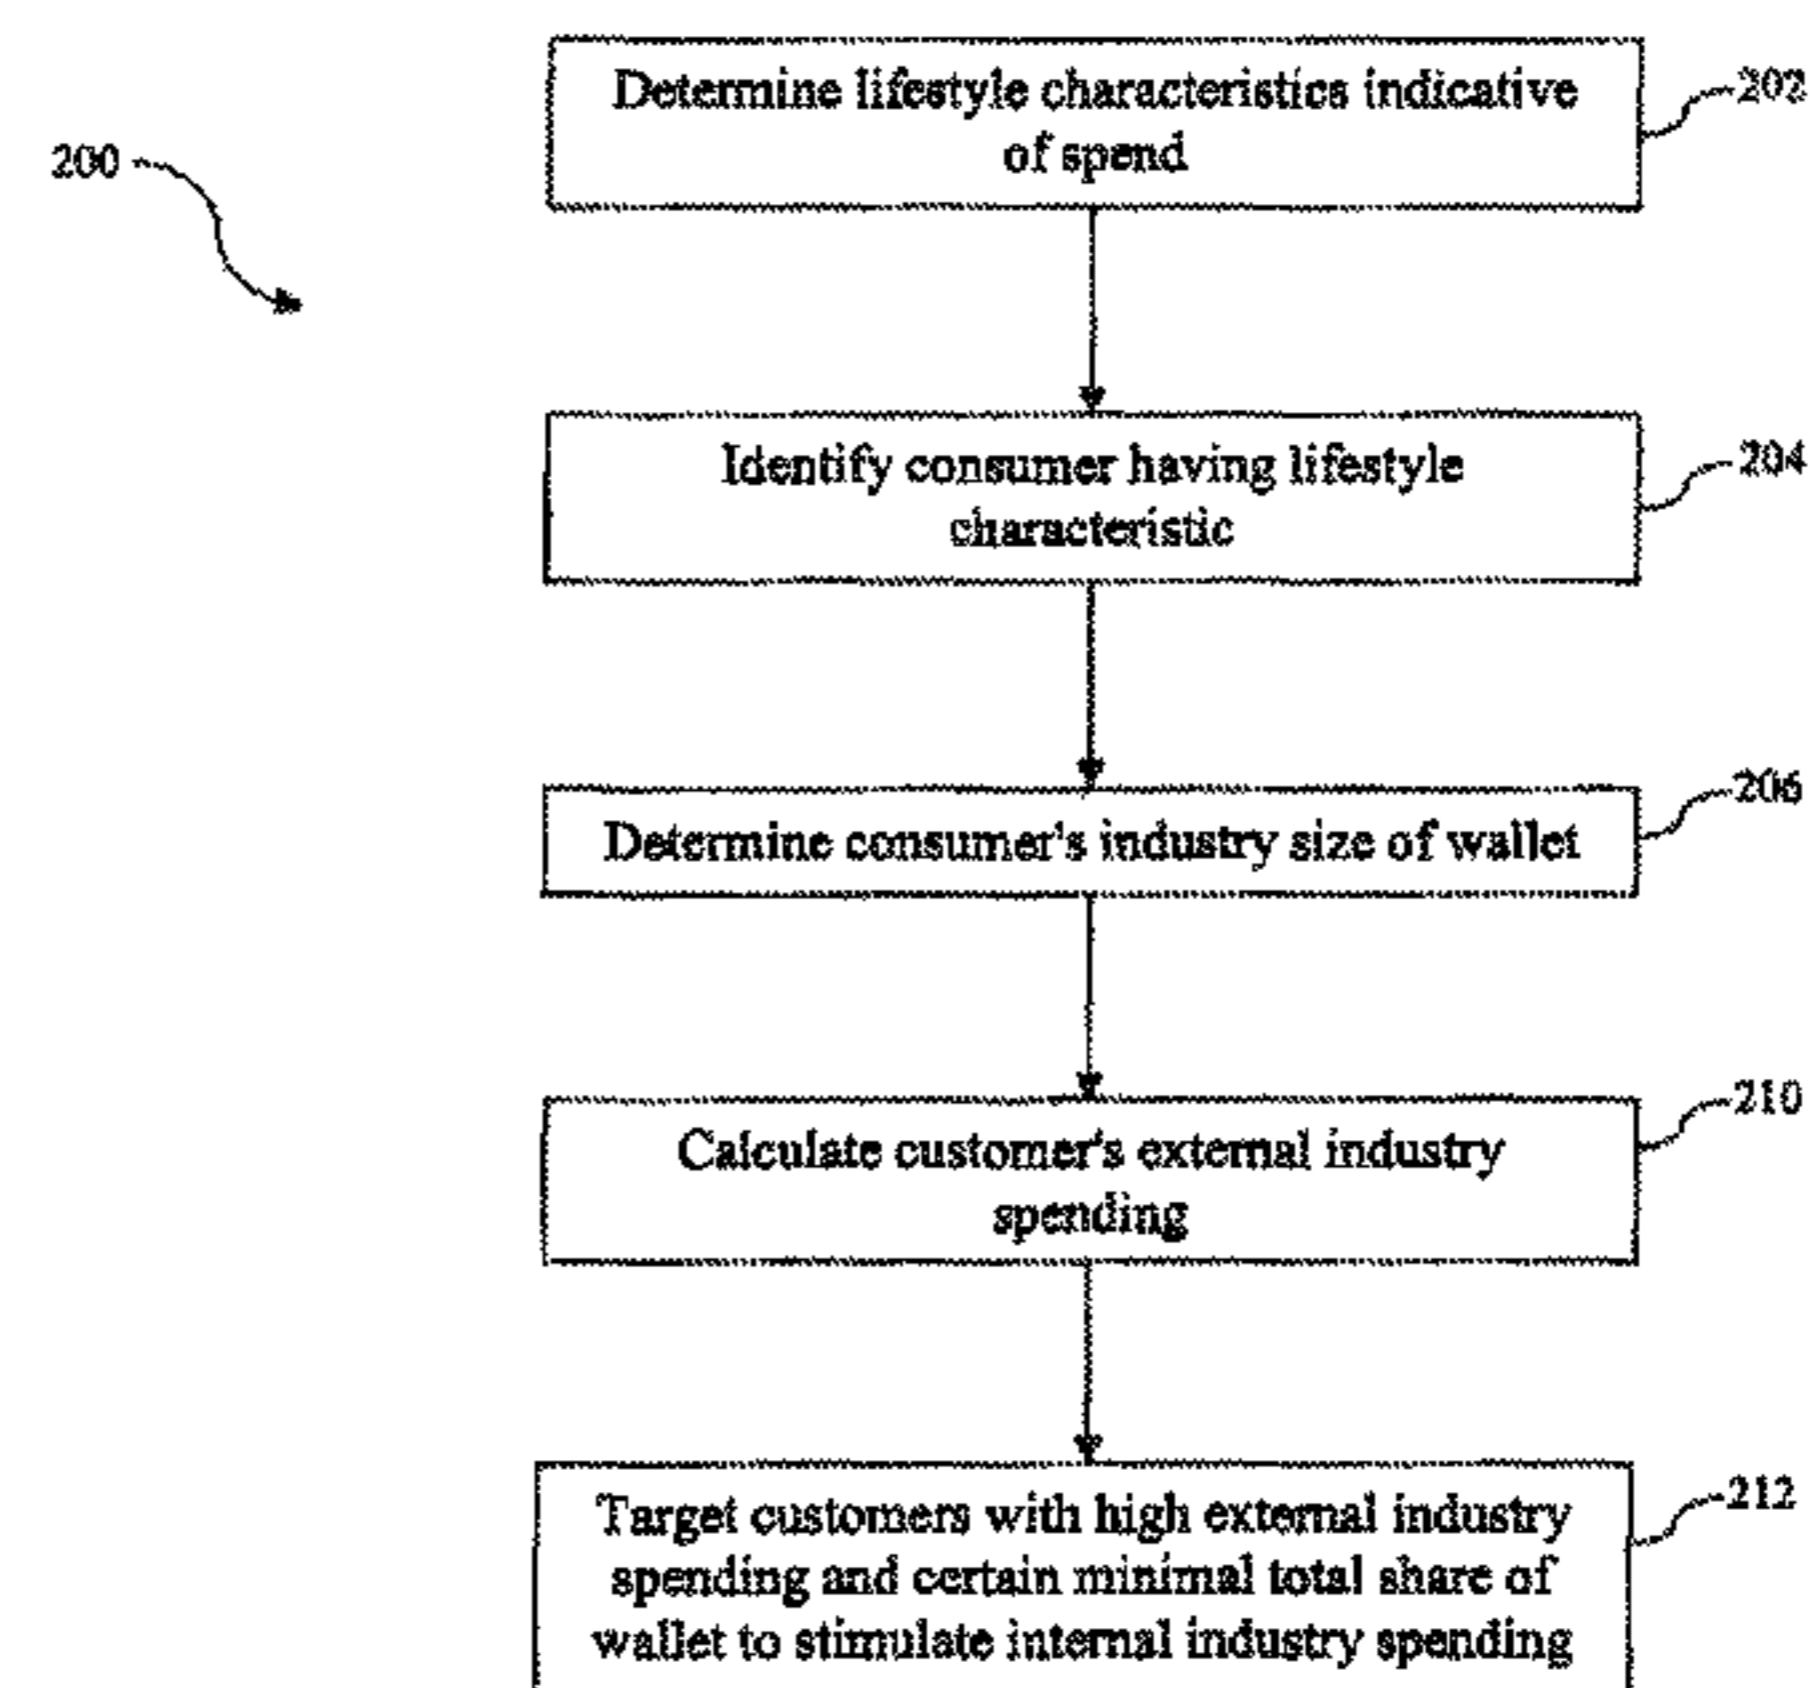 Determine lifestyle characteristics indicative
of spend
202
200
Identify consumer having lifestyle
characteristic
204
Determine consumer's industry size of wallet
206
Calculate customer's external industry
spending
210
Target customers with high external industry
spending and certain minimal total share of
wallet to stimulate internal industry spending
212